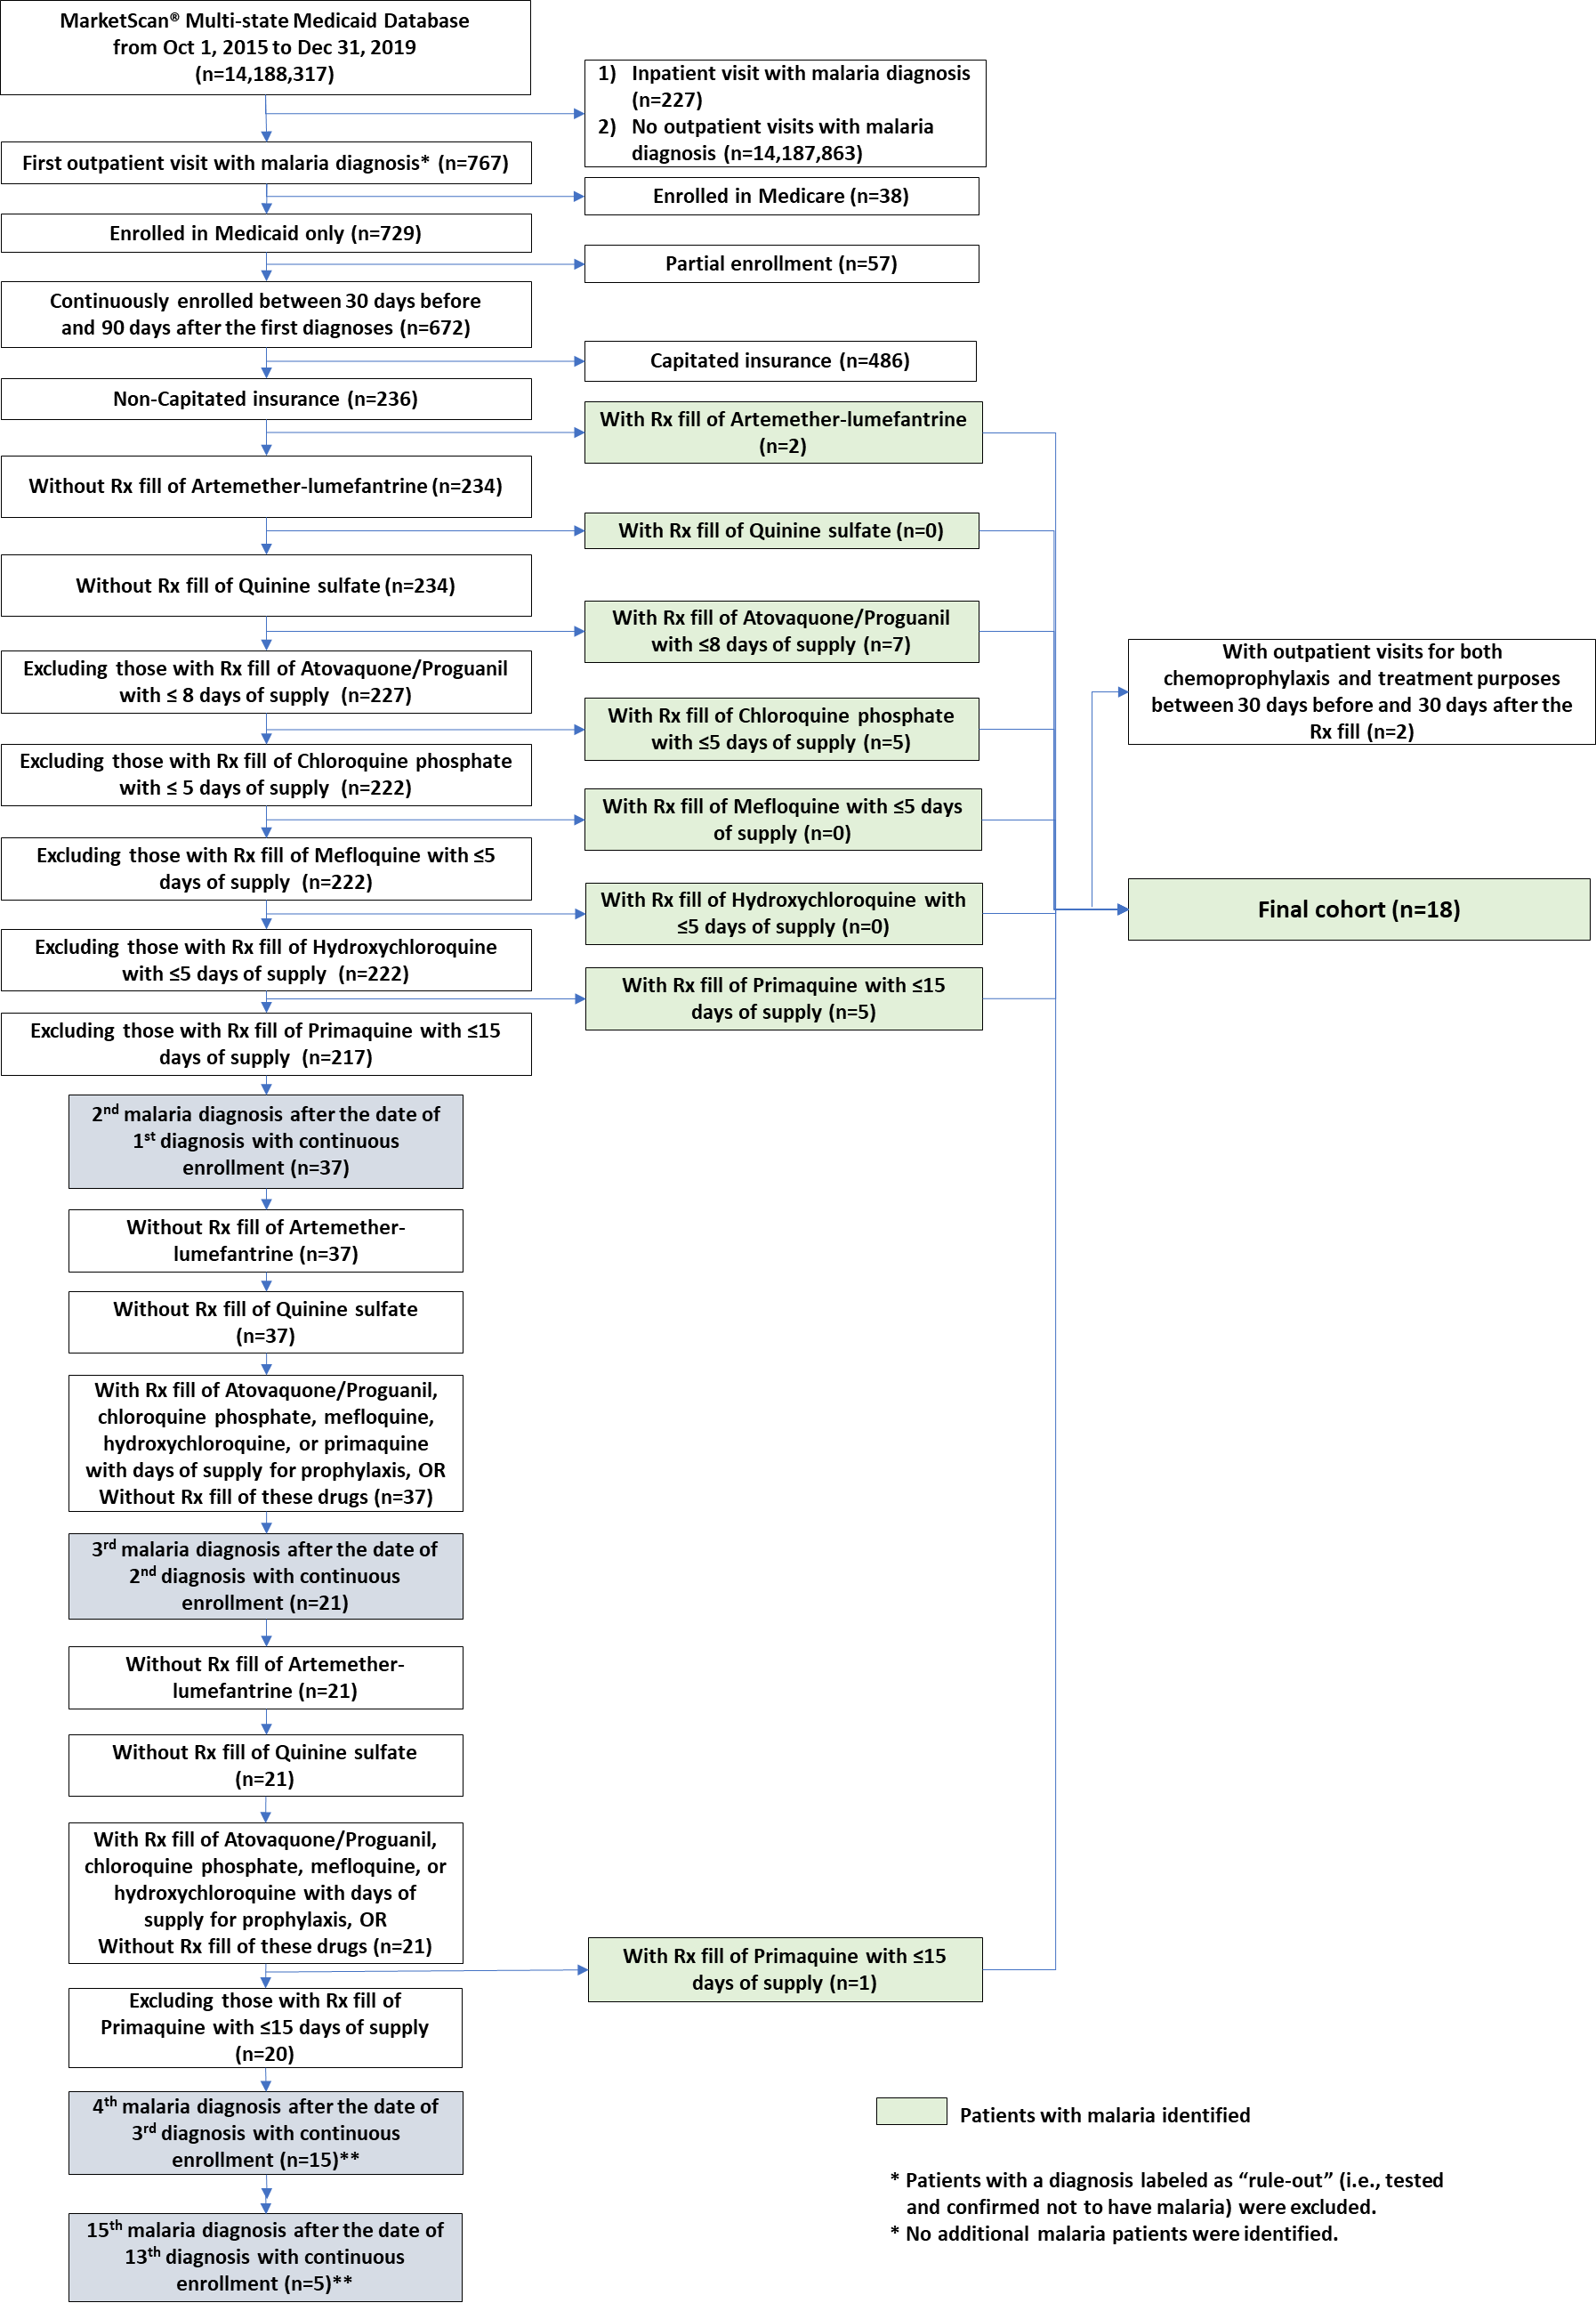 MarketScan® Multi-state Medicaid Database
from Oct 1, 2015 to Dec 31, 2019
(n=14,188,317)
1) Inpatient visit with malaria diagnosis
(n=227)
2) No outpatient visits with malaria
diagnosis (n=14,187,863)
First outpatient visit with malaria diagnosis* (n=767)
Enrolled in Medicare (n=38)
Enrolled in Medicaid only (n=729)
Partial enrollment (n=57)
Continuously enrolled between 30 days before
and 90 days after the first diagnoses (n=672)
Capitated insurance (n=486)
Non-Capitated insurance (n=236)
With Rx fill of Artemether-lumefantrine
(n=2)
Without Rx fill of Artemether-lumefantrine (n=234)
With Rx fill of Quinine sulfate (n=0)
Without Rx fill of Quinine sulfate (n=234)
With Rx fill of Atovaquone/Proguanil
with ≤8 days of supply (n=7)
Excluding those with Rx fill of Atovaquone/Proguanil
with ≤ 8 days of supply (n=227)
With Rx fill of Chloroquine phosphate
with ≤5 days of supply (n=5)
Excluding those with Rx fill of Chloroquine phosphate
with ≤ 5 days of supply (n=222)
With Rx fill of Mefloquine with ≤5 days
of supply (n=0)
Excluding those with Rx fill of Mefloquine with ≤5
days of supply (n=222)
With Rx fill of Hydroxychloroquine with
≤5 days of supply (n=0)
Excluding those with Rx fill of Hydroxychloroquine
with ≤5 days of supply (n=222)
With Rx fill of Primaquine with ≤15
days of supply (n=5)
Excluding those with Rx fill of Primaquine with ≤15
days of supply (n=217)
With outpatient visits for both
chemoprophylaxis and treatment purposes
between 30 days before and 30 days after the
Rx fill (n=2)
Final cohort (n=18)
2nd malaria diagnosis after the date of
1st diagnosis with continuous
enrollment (n=37)
Without Rx fill of Artemether-
lumefantrine (n=37)
Without Rx fill of Quinine sulfate
(n=37)
With Rx fill of Atovaquone/Proguanil,
chloroquine phosphate, mefloquine,
hydroxychloroquine, or primaquine
with days of supply for prophylaxis, OR
Without Rx fill of these drugs (n=37)
3rd malaria diagnosis after the date of
2nd diagnosis with continuous
enrollment (n=21)
Without Rx fill of Artemether-
lumefantrine (n=21)
Without Rx fill of Quinine sulfate
(n=21)
With Rx fill of Atovaquone/Proguanil,
chloroquine phosphate, mefloquine, or
hydroxychloroquine with days of
supply for prophylaxis, OR
Without Rx fill of these drugs (n=21)
With Rx fill of Primaquine with ≤15
days of supply (n=1)
Excluding those with Rx fill of
Primaquine with ≤15 days of supply
(n=20)
4th malaria diagnosis after the date of
3rd diagnosis with continuous
enrollment (n=15)**
15th malaria diagnosis after the date of
13th diagnosis with continuous
enrollment (n=5)**
Patients with malaria identified
* Patients with a diagnosis labeled as “rule-out” (i.e., tested
and confirmed not to have malaria) were excluded.
* No additional malaria patients were identified.